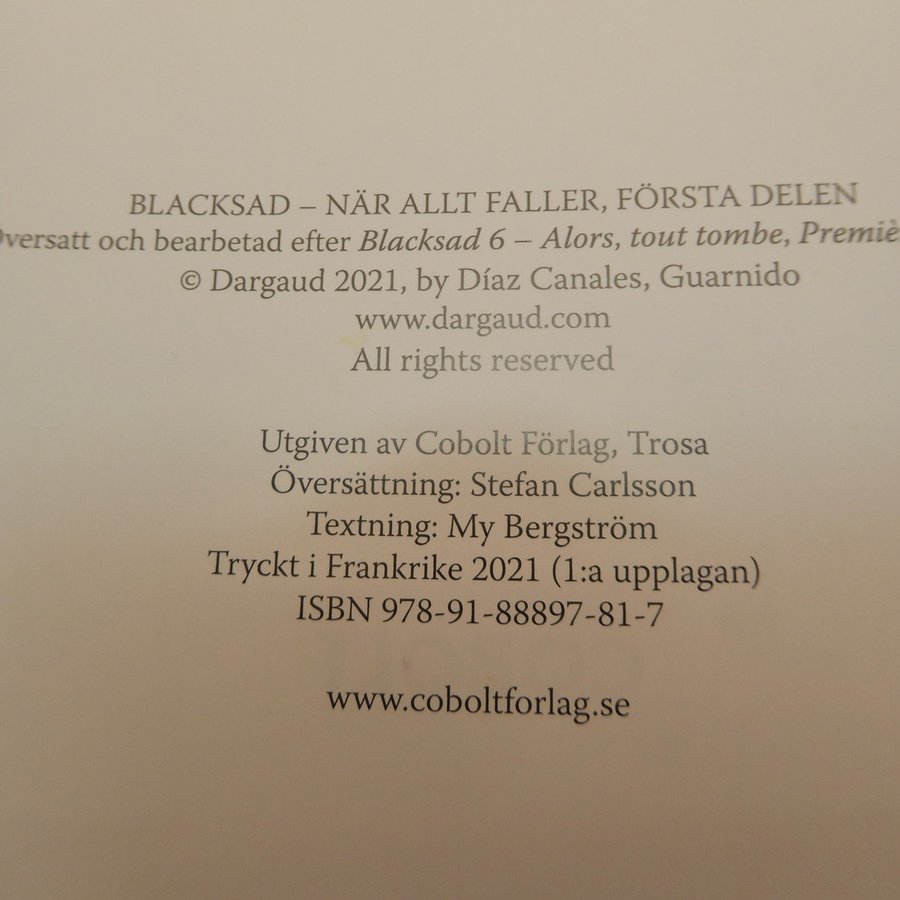 BLACKSAD – NÄR ALLT FALLER, FÖRSTA DELEN
och bearbetad efter Blacksad 6 – Alors, tout tombe,
© Dargaud 2021, by Díaz Canales, Guarnido
www.dargaud.com
All rights reserved
Utgiven av Cobolt Förlag, Trosa
Översättning: Stefan Carlsson
Textning: My Bergström
Tryckt i Frankrike 2021 (1:a upplagan)
ISBN 978-91-88897-81-7
www.coboltforlag.se